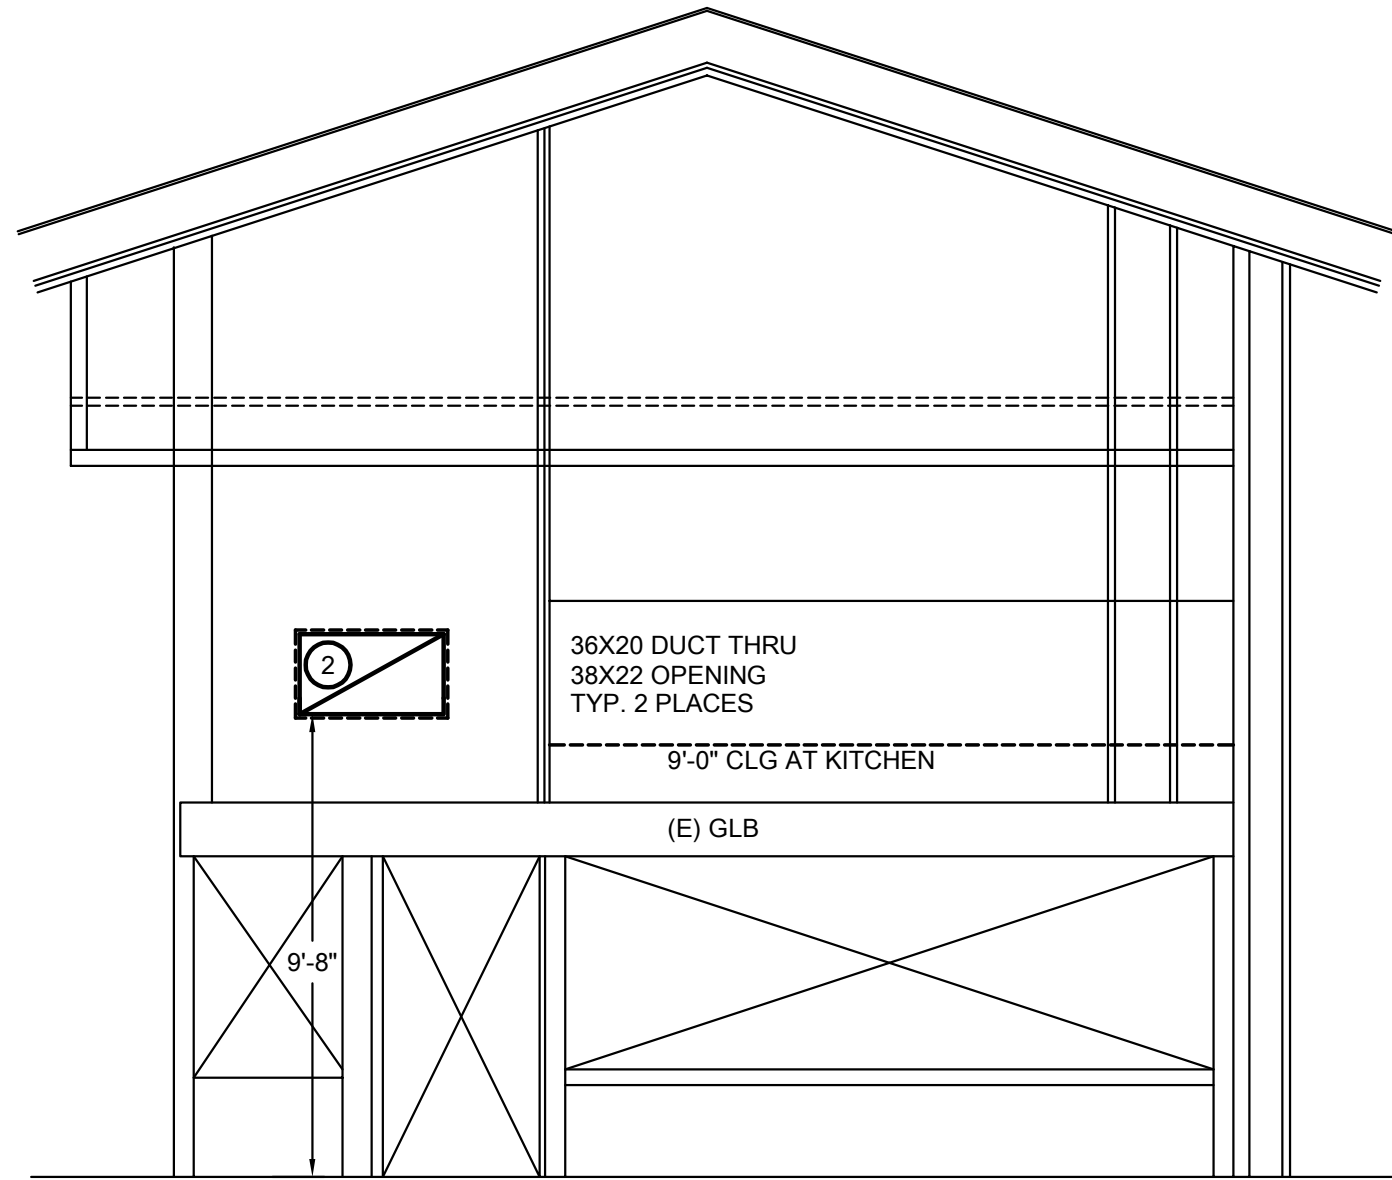 2
36X20 DUCT THRU
38X22 OPENING
TYP. 2 PLACES
9'-0" CLG AT KITCHEN
(E) GLB
9'-8"